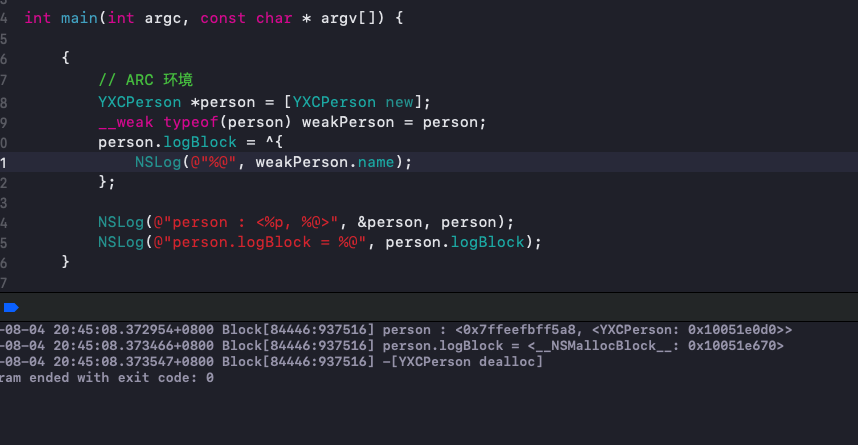 4 int main(int argc, const char * argv[]) {
5
6 {
7 // ARC 环境
8 YXCPerson *person = [YXCPerson new];
9 __weak typeof(person) weakPerson = person;
0 person.logBlock = ^{
1 NSLog(@"%@", weakPerson.name);
2 };
3
4 NSLog(@"person : <%p, %@>", &person, person);
5 NSLog(@"person.logBlock = %@", person.logBlock);
6 }
7
-08-04 20:45:08.372954+0800 Block[84446:937516] person : <0x7ffeefbff5a8, <YXCPerson: 0x10051e0d0>>
-08-04 20:45:08.373466+0800 Block[84446:937516] person.logBlock = <__NSMallocBlock__: 0x10051e670>
-08-04 20:45:08.373547+0800 Block[84446:937516] -[YXCPerson dealloc]
ram ended with exit code: 0